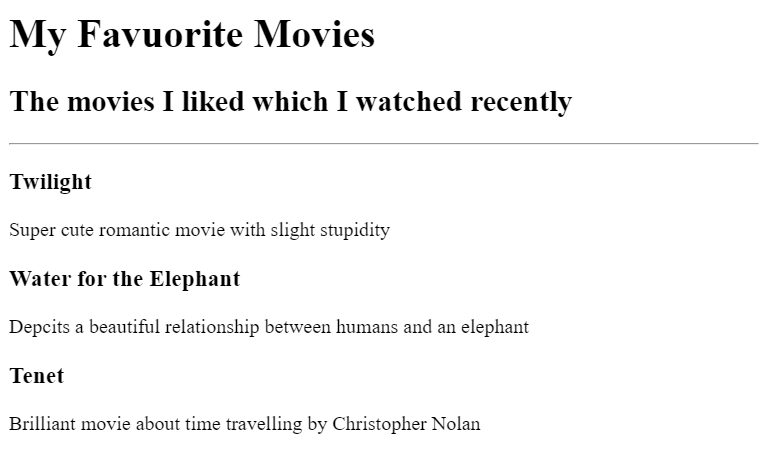 My Favuorite Movies
The movies I liked which I watched recently
Twilight
Super cute romantic movie with slight stupidity
Water for the Elephant
Depcits a beautiful relationship between humans and an elephant
Tenet
Brilliant movie about time travelling by Christopher Nolan